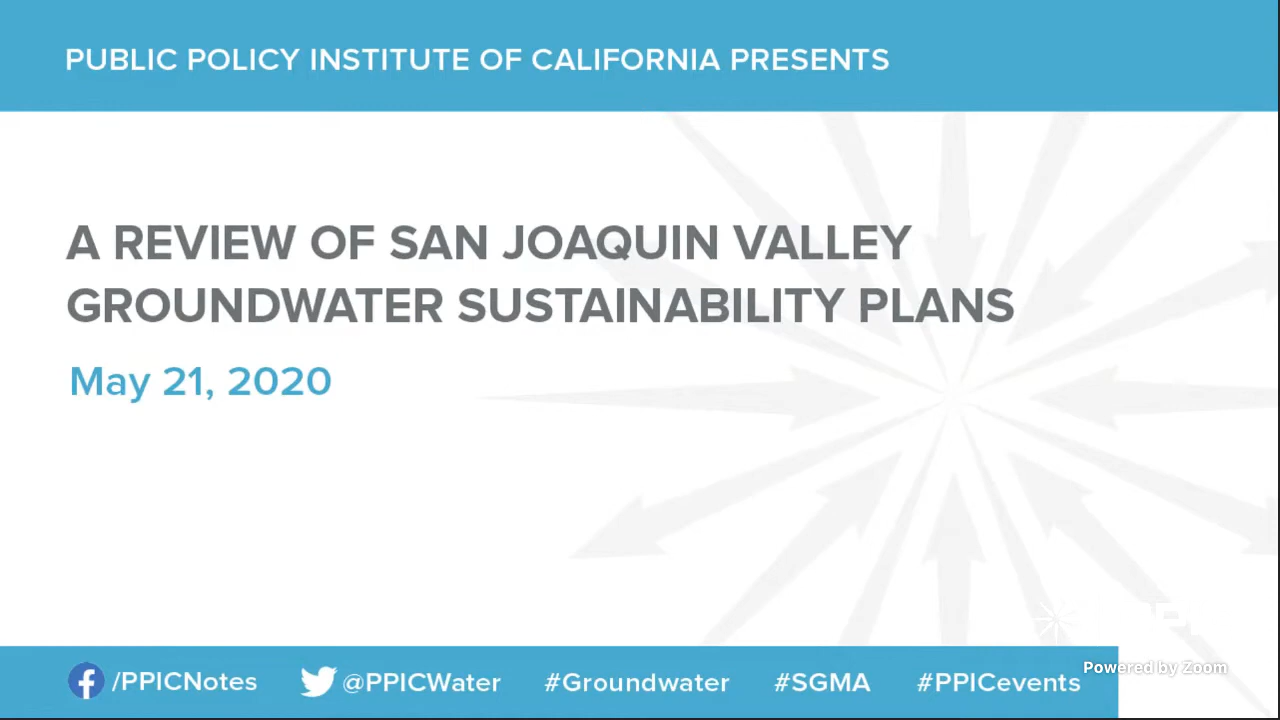 PUBLIC POLICY INSTITUTE OF CALIFORNIA PRESENTS
A REVIEW OF SAN JOAQUIN VALLEY
GROUNDWATER SUSTAINABILITY PLANS
May 21, 2020
/PPICNotes @PPICWater #Groundwater #SGMA #PPICevents
Powered by Zoom